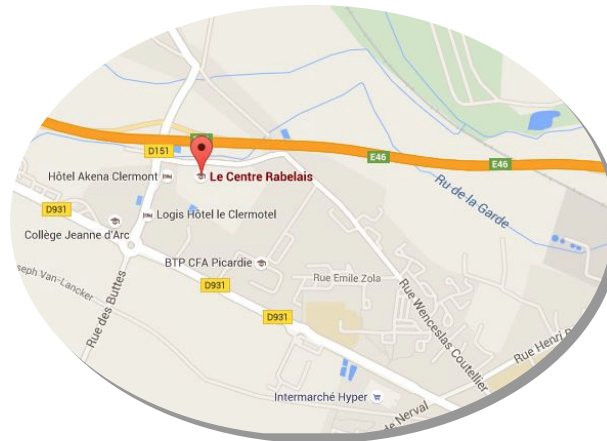 D151
E46
E46
Hôtel Akena Clermont
Le Centre Rabelais
Ru de la Garde
D931
Logis Hôtel le Clermotel
Collège Jeanne d'Arc
BTP CFA Picardie
Rue Emile Zola
Van-Lancker
D931
Rue des Buttes
D931
Rue Wenceslas Coutellier
Rue Henri
Intermarché Hyper
de Nerval